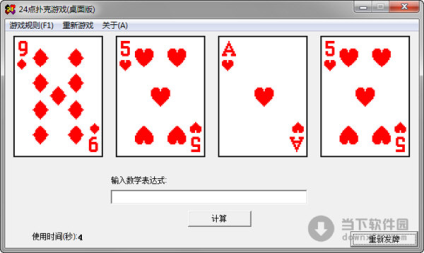 24点扑克游戏(桌面版)
游戏规则(F1) 重新游戏 关于(A)
9 5 A 5
9 5 A 5
输入数学表达式:
计算
使用时间(秒):4
当下软件园
重新发牌